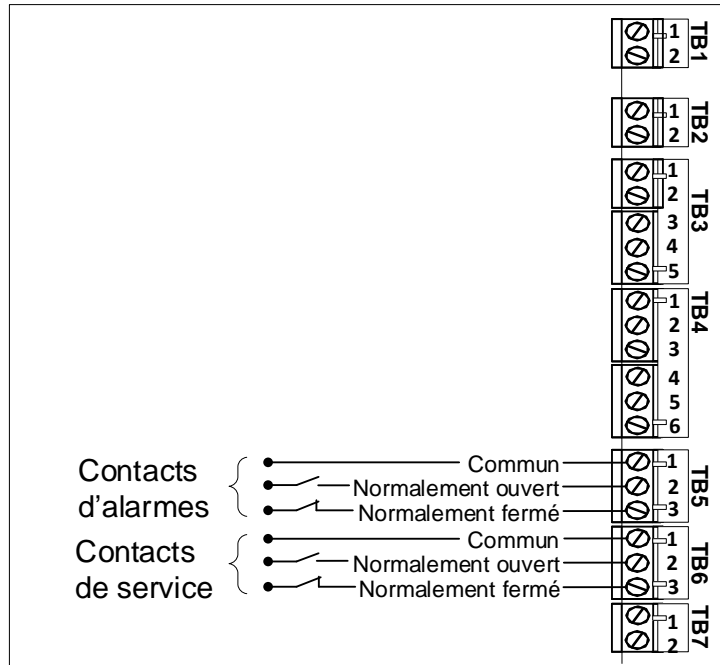 1
2
TB1
1
2
TB2
1
2
3
4
5
TB3
1
2
3
4
5
6
TB4
Contacts
d'alarmes
Commun 1
Normalement ouvert 2
Normalement fermé 3
TB5
Contacts
de service
Commun 1
Normalement ouvert 2
Normalement fermé 3
TB6
1
2
TB7